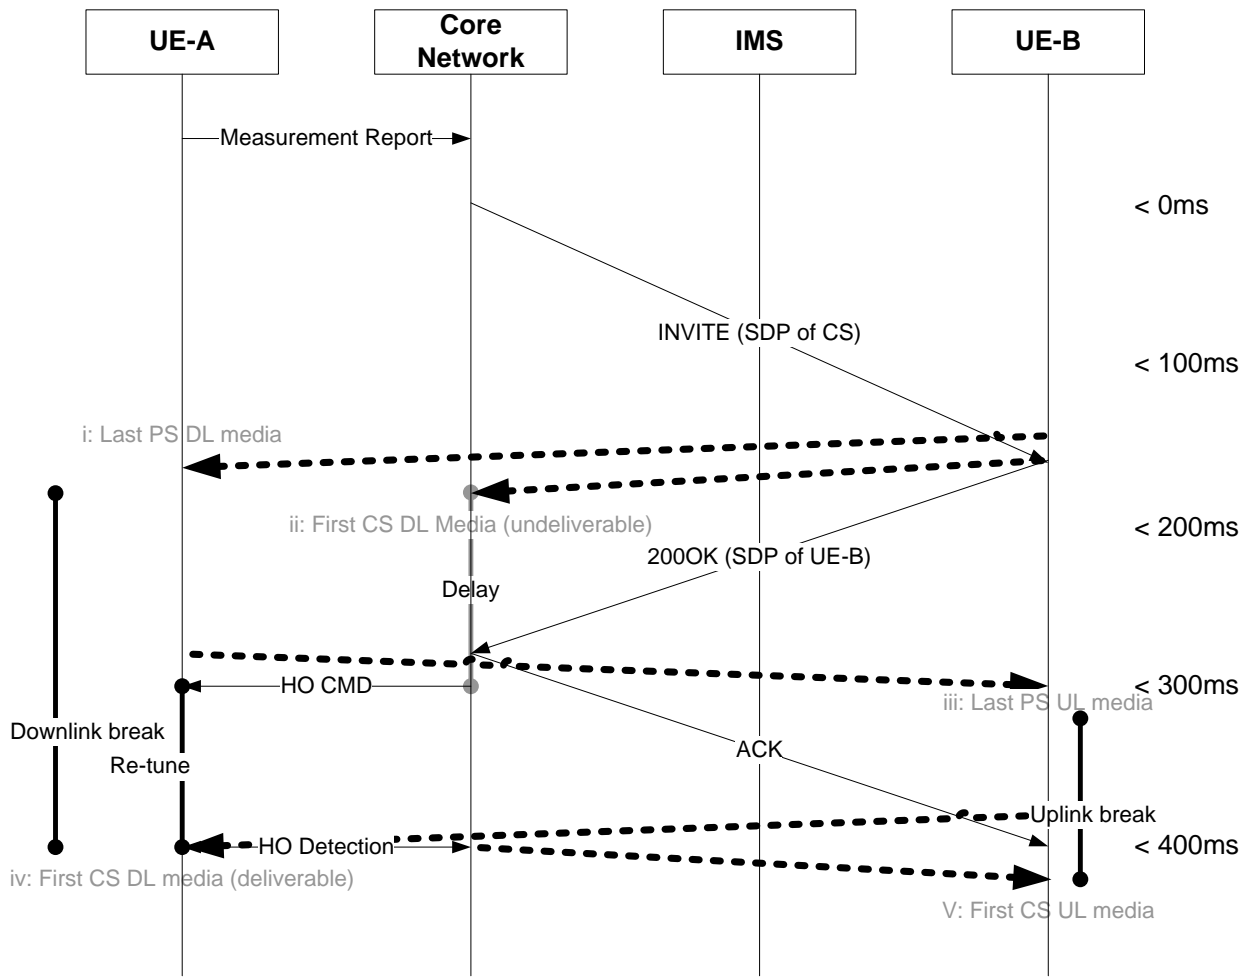 UE-A
Core
Network
IMS
UE-B
Measurement Report
< 0ms
INVITE (SDP of CS)
< 100ms
i: Last PS DL media
ii: First CS DL Media (undeliverable)
< 200ms
200OK (SDP of UE-B)
Delay
HO CMD
< 300ms
iii: Last PS UL media
Downlink break
ACK
Re-tune
Uplink break
HO Detection
< 400ms
iv: First CS DL media (deliverable)
V: First CS UL media